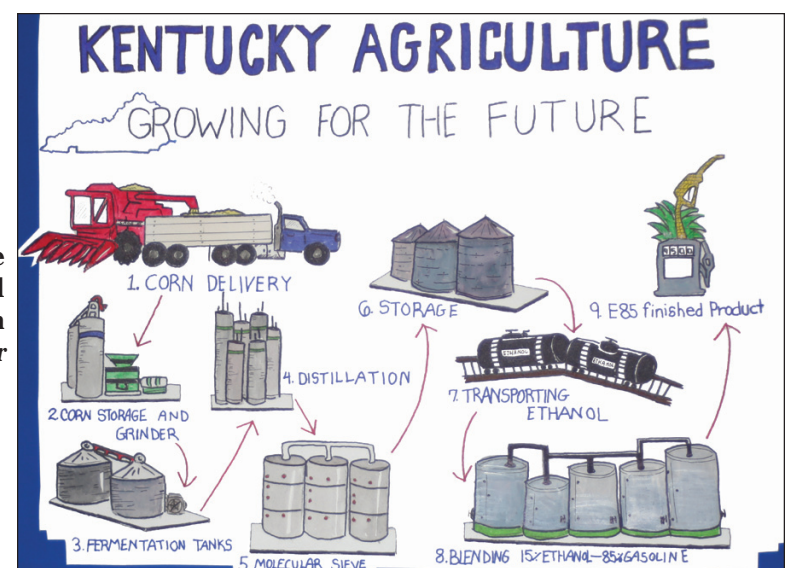 KENTUCKY AGRICULTURE
GROWING FOR THE FUTURE
1. CORN DELIVERY
2. CORN STORAGE AND
GRINDER
3. FERMENTATION TANKS
4. DISTILLATION
5. MOLECULAR SIEVE
6. STORAGE
ETHANOL
7. TRANSPORTING
ETHANOL
8. BLENDING 15% ETHANOL-85% GASOLINE
9. E85 finished Product